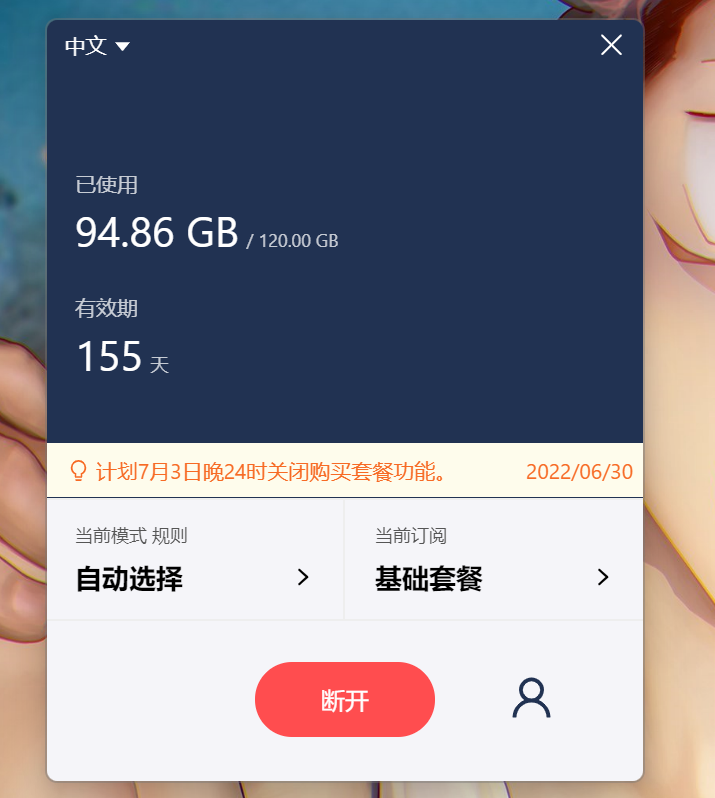 中文
已使用
94.86 GB / 120.00 GB
有效期
155 天
计划7月3日晚24时关闭购买套餐功能。 2022/06/30
当前模式 规则
自动选择
当前订阅
基础套餐
断开